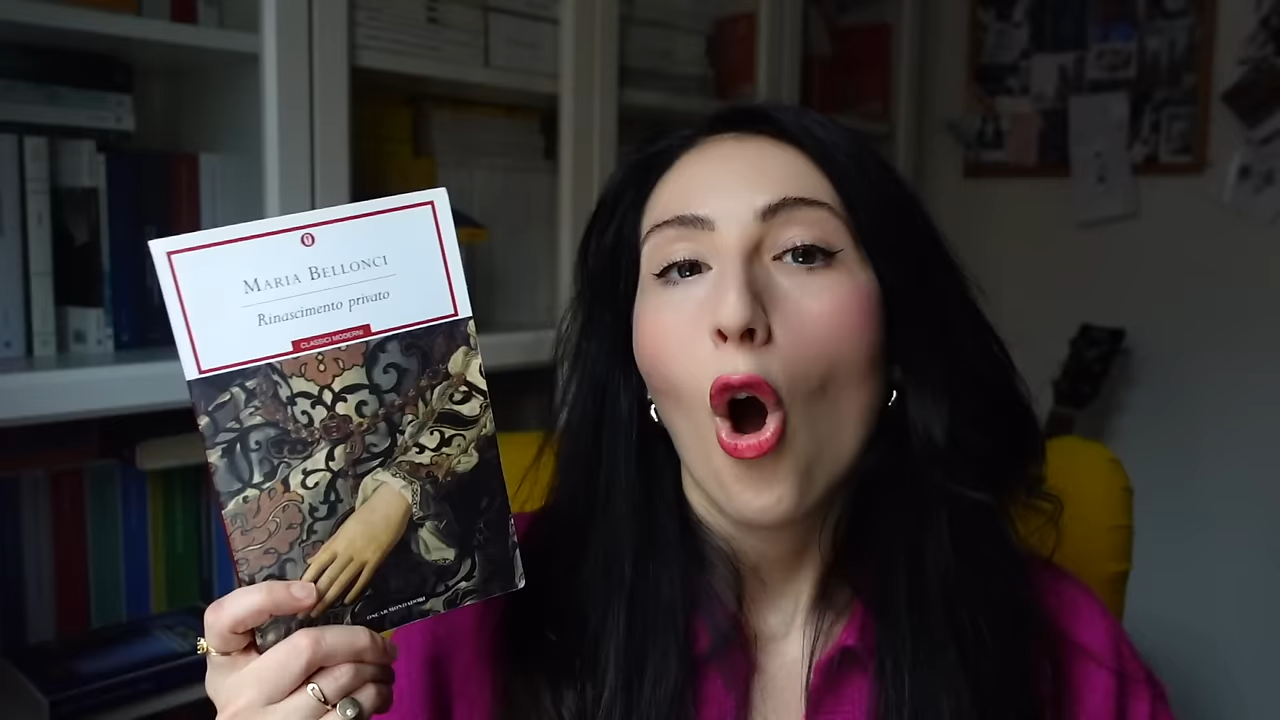 MARIA BELLONCI
Rinascimento privato
CLASSICI MODERNI
OSCAR MONDADORI